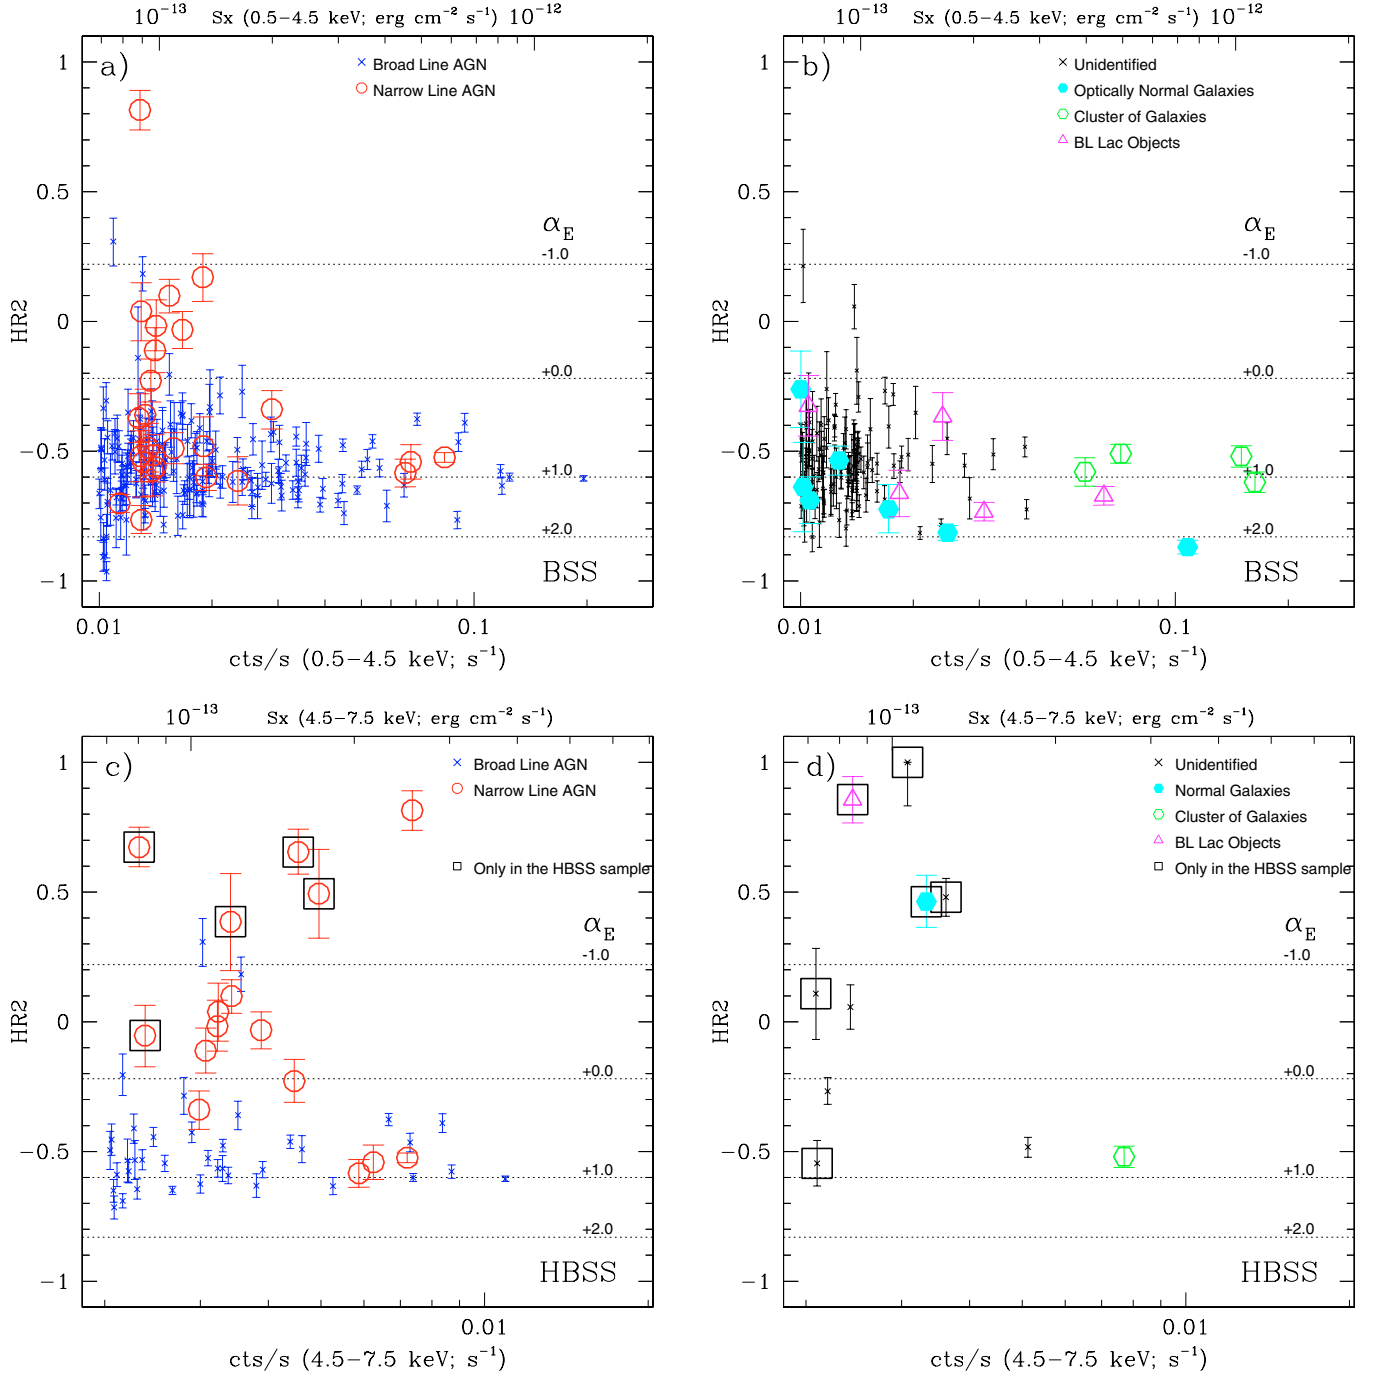 10−13 Sx (0.5−4.5 keV; erg cm−2 s−1) 10−12
a)
Broad Line AGN
Narrow Line AGN
1
0.5
0
−0.5
−1
HR2
αE
-1.0
+0.0
+1.0
+2.0
BSS
0.01 0.1
cts/s (0.5−4.5 keV; s−1)
10−13 Sx (0.5−4.5 keV; erg cm−2 s−1) 10−12
b)
Unidentified
Optically Normal Galaxies
Cluster of Galaxies
BL Lac Objects
1
0.5
0
−0.5
−1
HR2
αE
-1.0
+0.0
+1.0
+2.0
BSS
0.01 0.1
cts/s (0.5−4.5 keV; s−1)
10−13 Sx (4.5−7.5 keV; erg cm−2 s−1)
c)
Broad Line AGN
Narrow Line AGN
Only in the HBSS sample
1
0.5
0
−0.5
−1
HR2
αE
-1.0
+0.0
+1.0
+2.0
HBSS
0.01
cts/s (4.5−7.5 keV; s−1)
10−13 Sx (4.5−7.5 keV; erg cm−2 s−1)
d)
Unidentified
Normal Galaxies
Cluster of Galaxies
BL Lac Objects
Only in the HBSS sample
1
0.5
0
−0.5
−1
HR2
αE
-1.0
+0.0
+1.0
+2.0
HBSS
0.01
cts/s (4.5−7.5 keV; s−1)